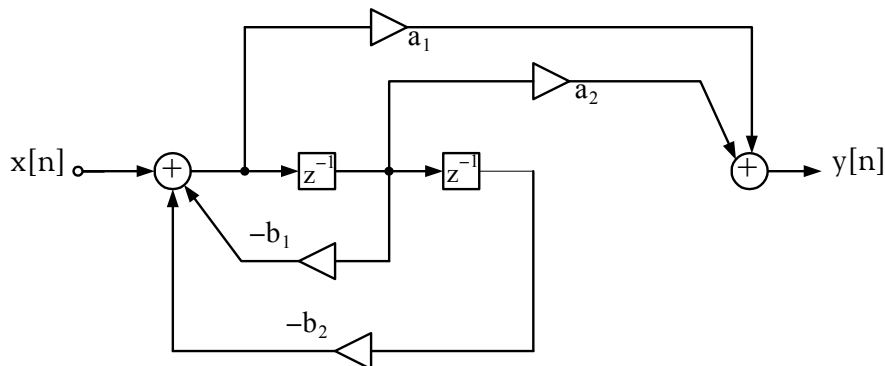 a₁
a₂
x[n] + z⁻¹ z⁻¹ + y[n]
−b₁
−b₂